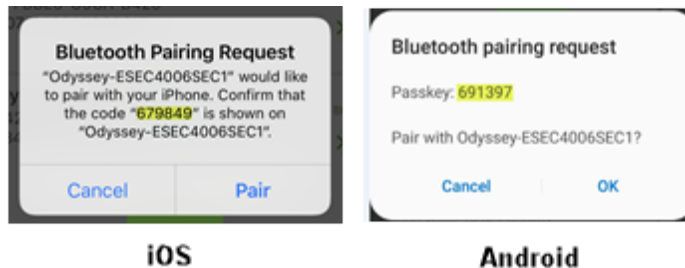 Bluetooth Pairing Request
"Odyssey-ESEC4006SEC1" would like
to pair with your iPhone. Confirm that
the code "679849" is shown on
"Odyssey-ESEC4006SEC1".
Cancel
Pair
iOS
Bluetooth pairing request
Passkey: 691397
Pair with Odyssey-ESEC4006SEC1?
Cancel
OK
Android